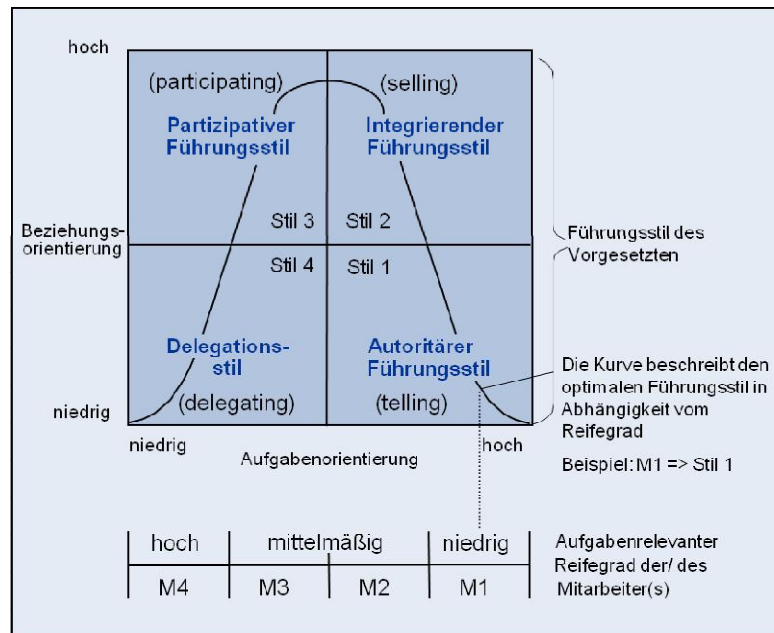 hoch
(participating)
(selling)
Partizipativer
Führungsstil
Integrierender
Führungsstil
Stil 3
Stil 2
Beziehungs-
orientierung
Führungsstil des
Vorgesetzten
Stil 4
Stil 1
Delegations-
stil
(delegating)
Autoritärer
Führungsstil
(telling)
Die Kurve beschreibt den
optimalen Führungsstil in
Abhängigkeit vom
Reifegrad
Beispiel: M1 => Stil 1
niedrig
niedrig
Aufgabenorientierung
hoch
hoch
mittelmäßig
niedrig
M4
M3
M2
M1
Aufgabenrelevanter
Reifegrad der/ des
Mitarbeiter(s)